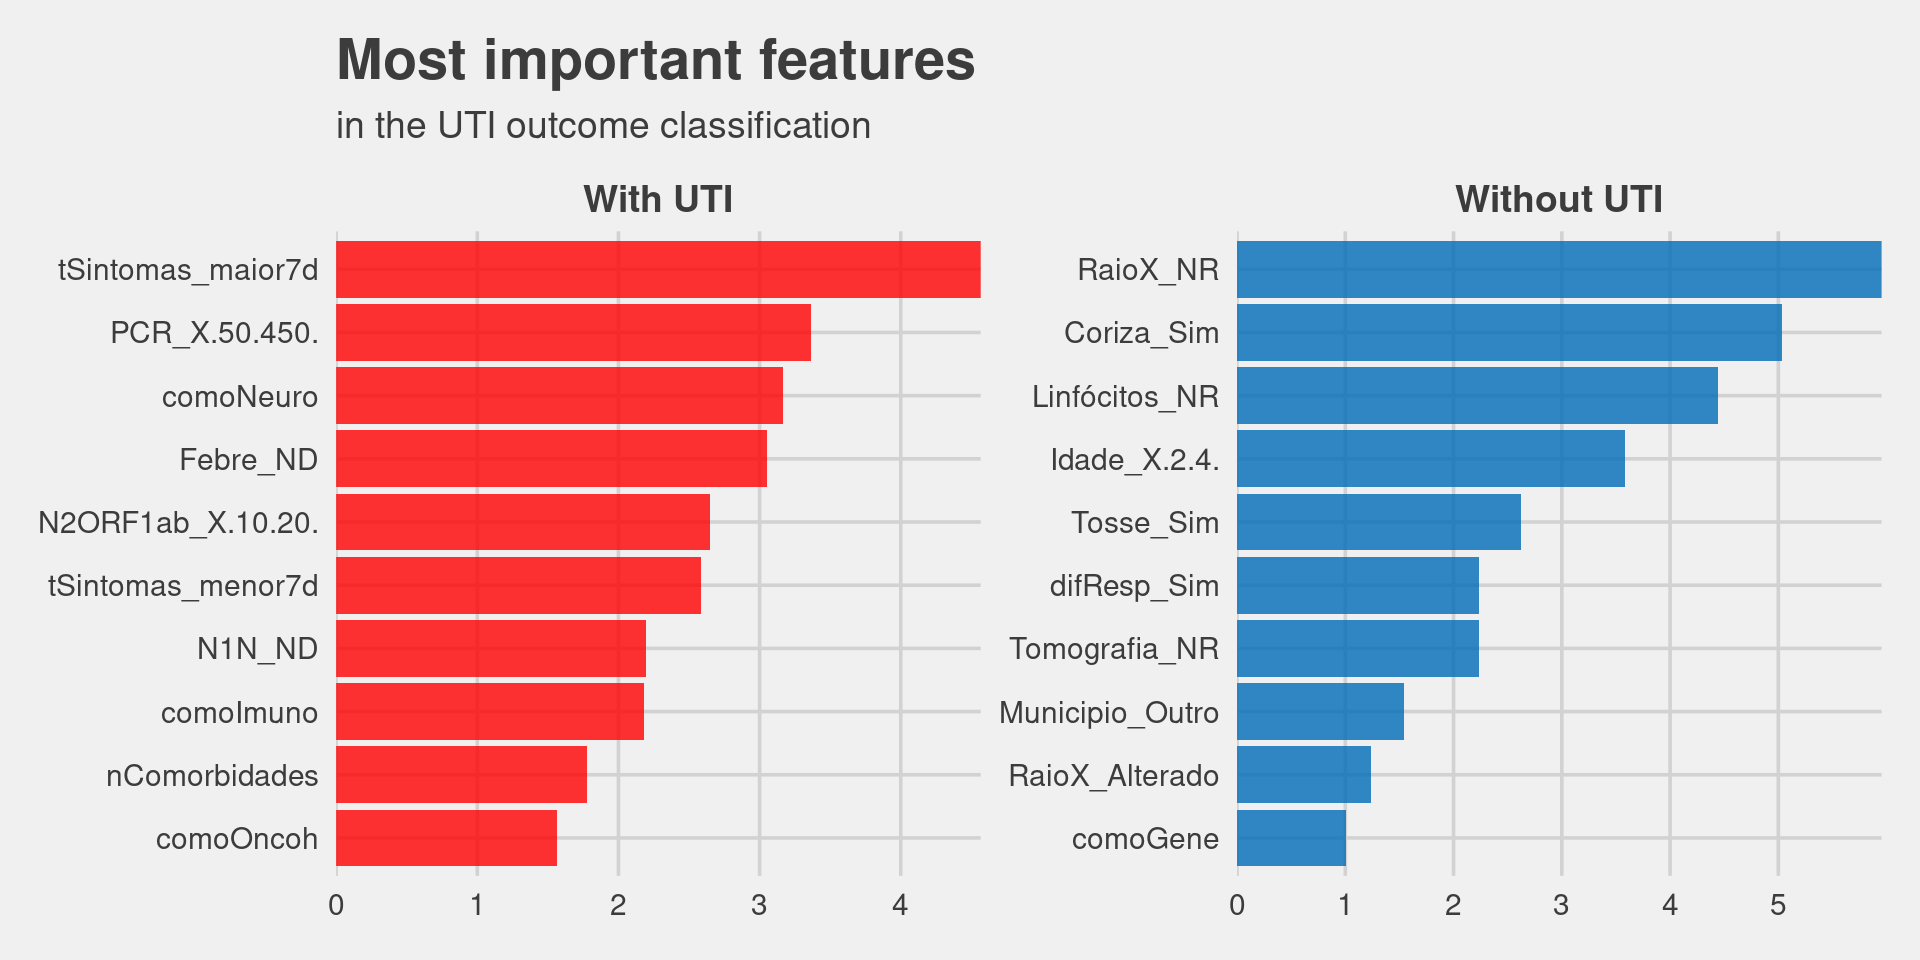 Most important features
in the UTI outcome classification
With UTI
tSintomas_maior7d
PCR_X.50.450.
comoNeuro
Febre_ND
N2ORF1ab_X.10.20.
tSintomas_menor7d
N1N_ND
comoImuno
nComorbidades
comoOncoh
0 1 2 3 4
Without UTI
RaioX_NR
Coriza_Sim
Linfócitos_NR
Idade_X.2.4.
Tosse_Sim
difResp_Sim
Tomografia_NR
Municipio_Outro
RaioX_Alterado
comoGene
0 1 2 3 4 5